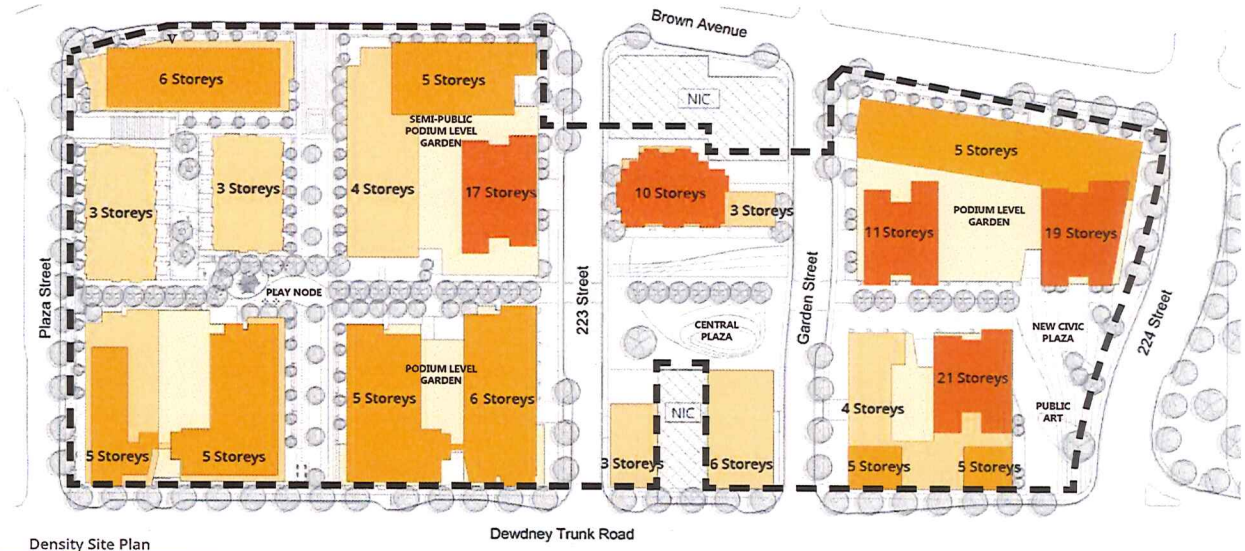 Brown Avenue
V
6 Storeys
5 Storeys
NIC
SEMI-PUBLIC
PODIUM LEVEL
GARDEN
5 Storeys
3 Storeys
3 Storeys
4 Storeys
17 Storeys
10 Storeys
3 Storeys
PODIUM LEVEL
GARDEN
11 Storeys
19 Storeys
Plaza Street
PLAY NODE
223 Street
CENTRAL
PLAZA
Garden Street
NEW CIVIC
PLAZA
224 Street
PODIUM LEVEL
GARDEN
21 Storeys
5 Storeys
6 Storeys
NIC
4 Storeys
PUBLIC
ART
5 Storeys
5 Storeys
3 Storeys
6 Storeys
5 Storeys
5 Storeys
Dewdney Trunk Road
Density Site Plan